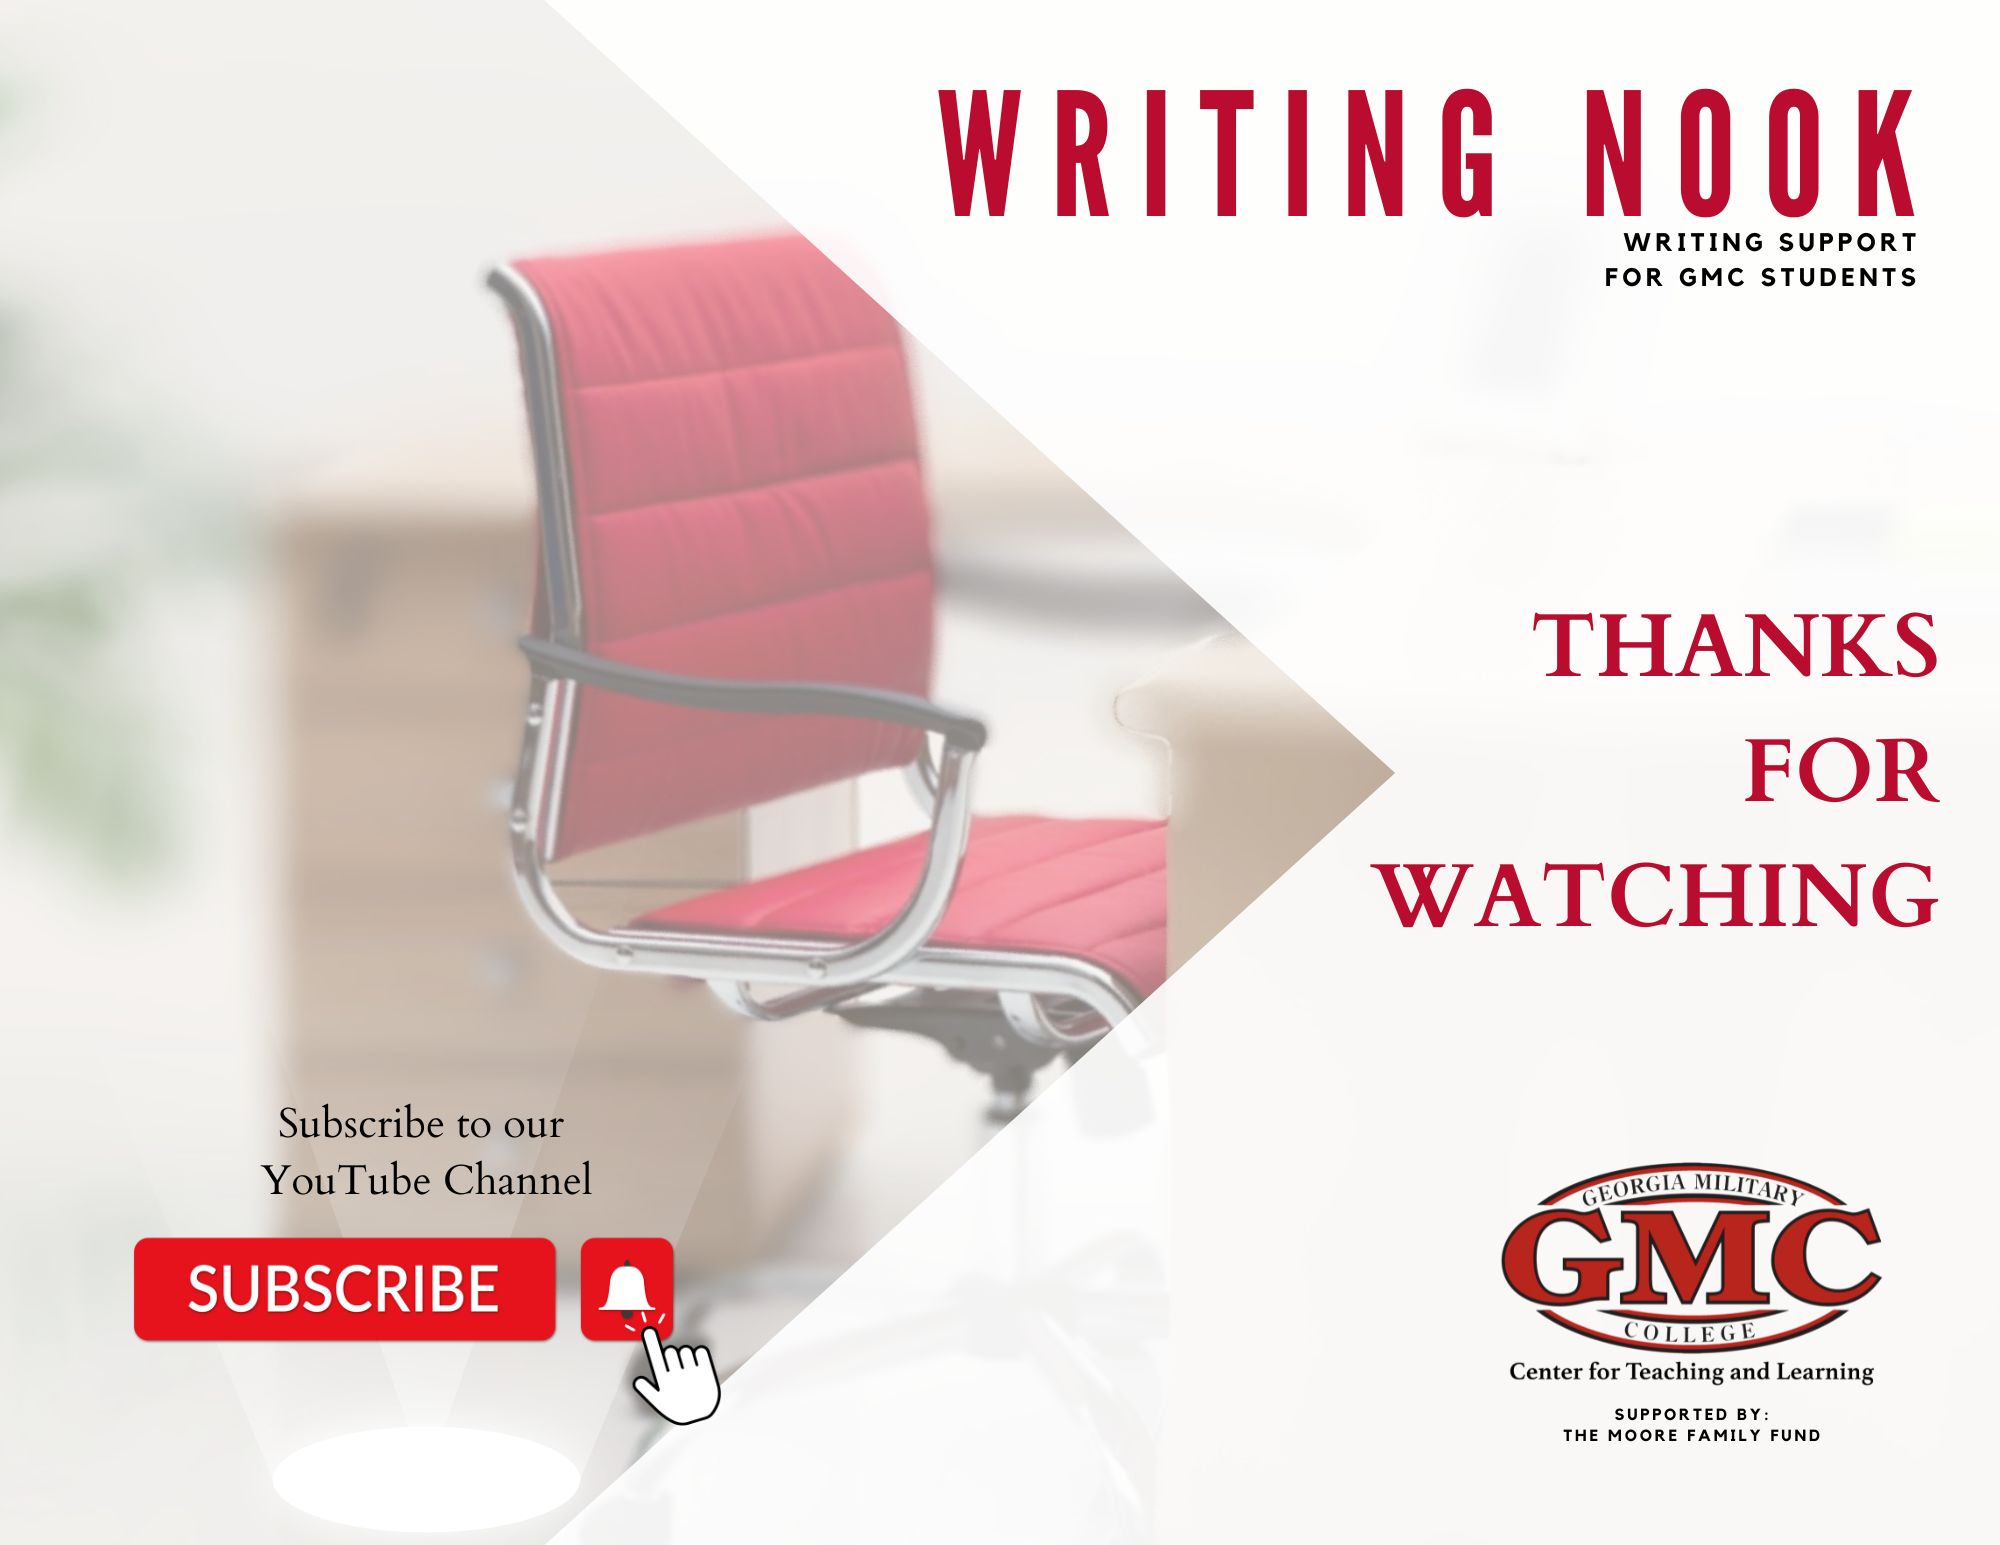 WRITING NOOK
WRITING SUPPORT
FOR GMC STUDENTS
THANKS
FOR
WATCHING
Subscribe to our
YouTube Channel
SUBSCRIBE
GEORGIA MILITARY
GMC
COLLEGE
Center for Teaching and Learning
SUPPORTED BY:
THE MOORE FAMILY FUND